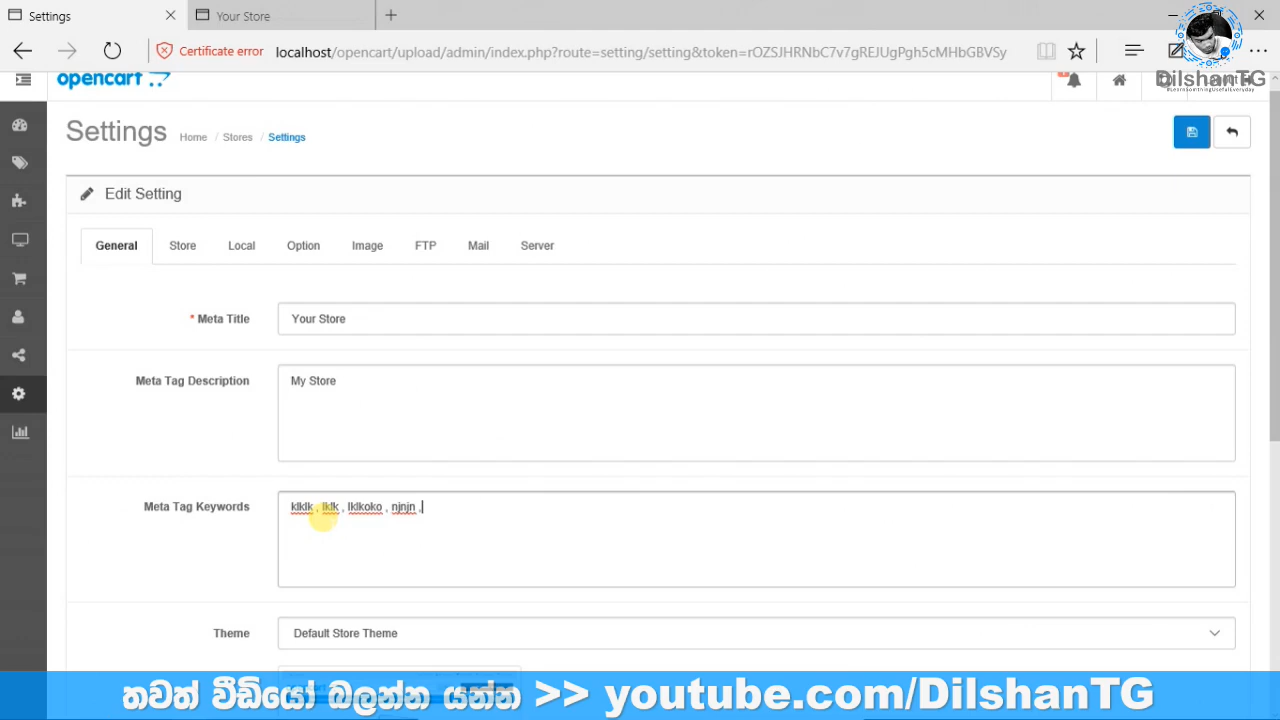 Settings
Your Store
Certificate error
localhost/opencart/upload/admin/index.php?route=setting/setting&token=rOZSJHRNbC7v7gREJUgPgh5cMHbGBVSy
opencart
DilshanTG
Settings
Home / Stores / Settings
Edit Setting
General
Store
Local
Option
Image
FTP
Mail
Server
* Meta Title
Your Store
Meta Tag Description
My Store
Meta Tag Keywords
klklk , lklk , lklkoko , njnjn ,
Theme
Default Store Theme
තවත් වීඩියෝ බලන්න යන්න >> youtube.com/DilshanTG